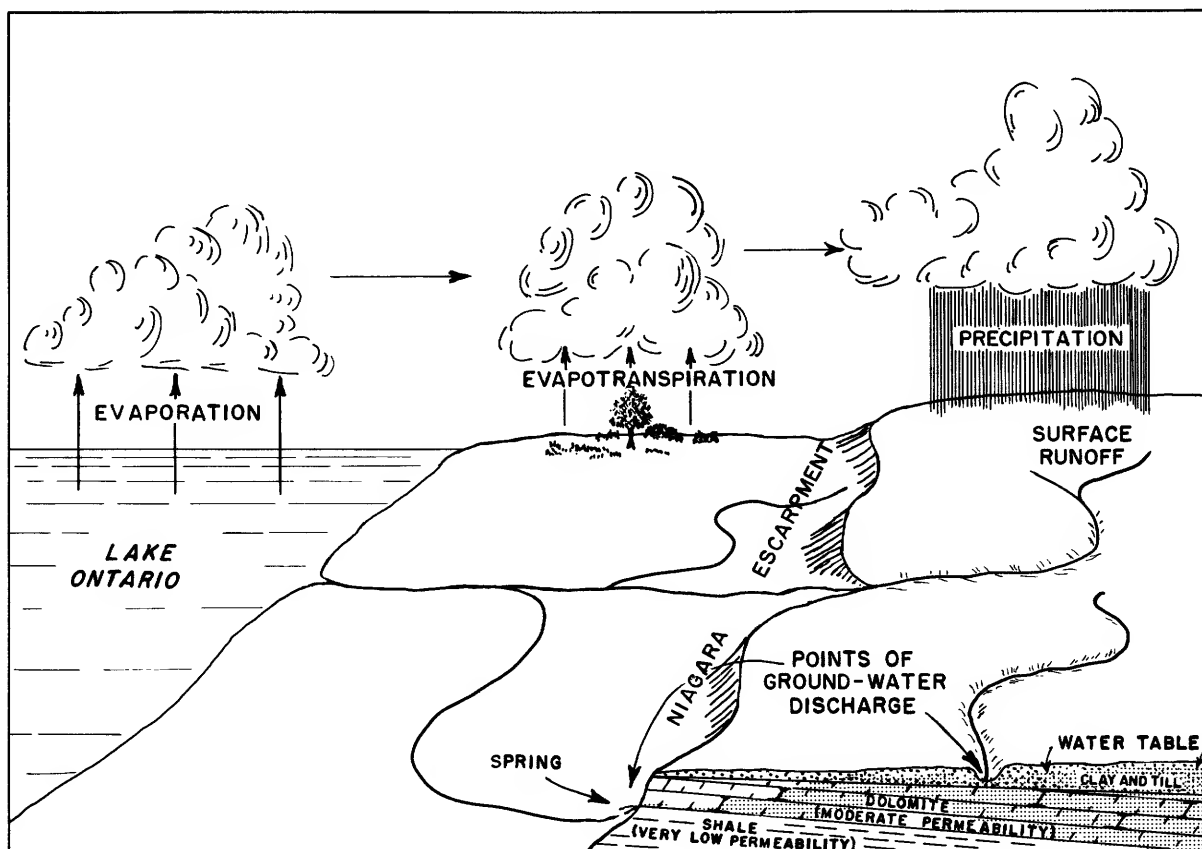 PRECIPITATION
EVAPOTRANSPIRATION
EVAPORATION
SURFACE
RUNOFF
LAKE
ONTARIO
ESCARPMENT
NIAGARA
POINTS OF
GROUND-WATER
DISCHARGE
SPRING
WATER TABLE
CLAY AND TILL
DOLOMITE
(MODERATE PERMEABILITY)
SHALE
(VERY LOW PERMEABILITY)